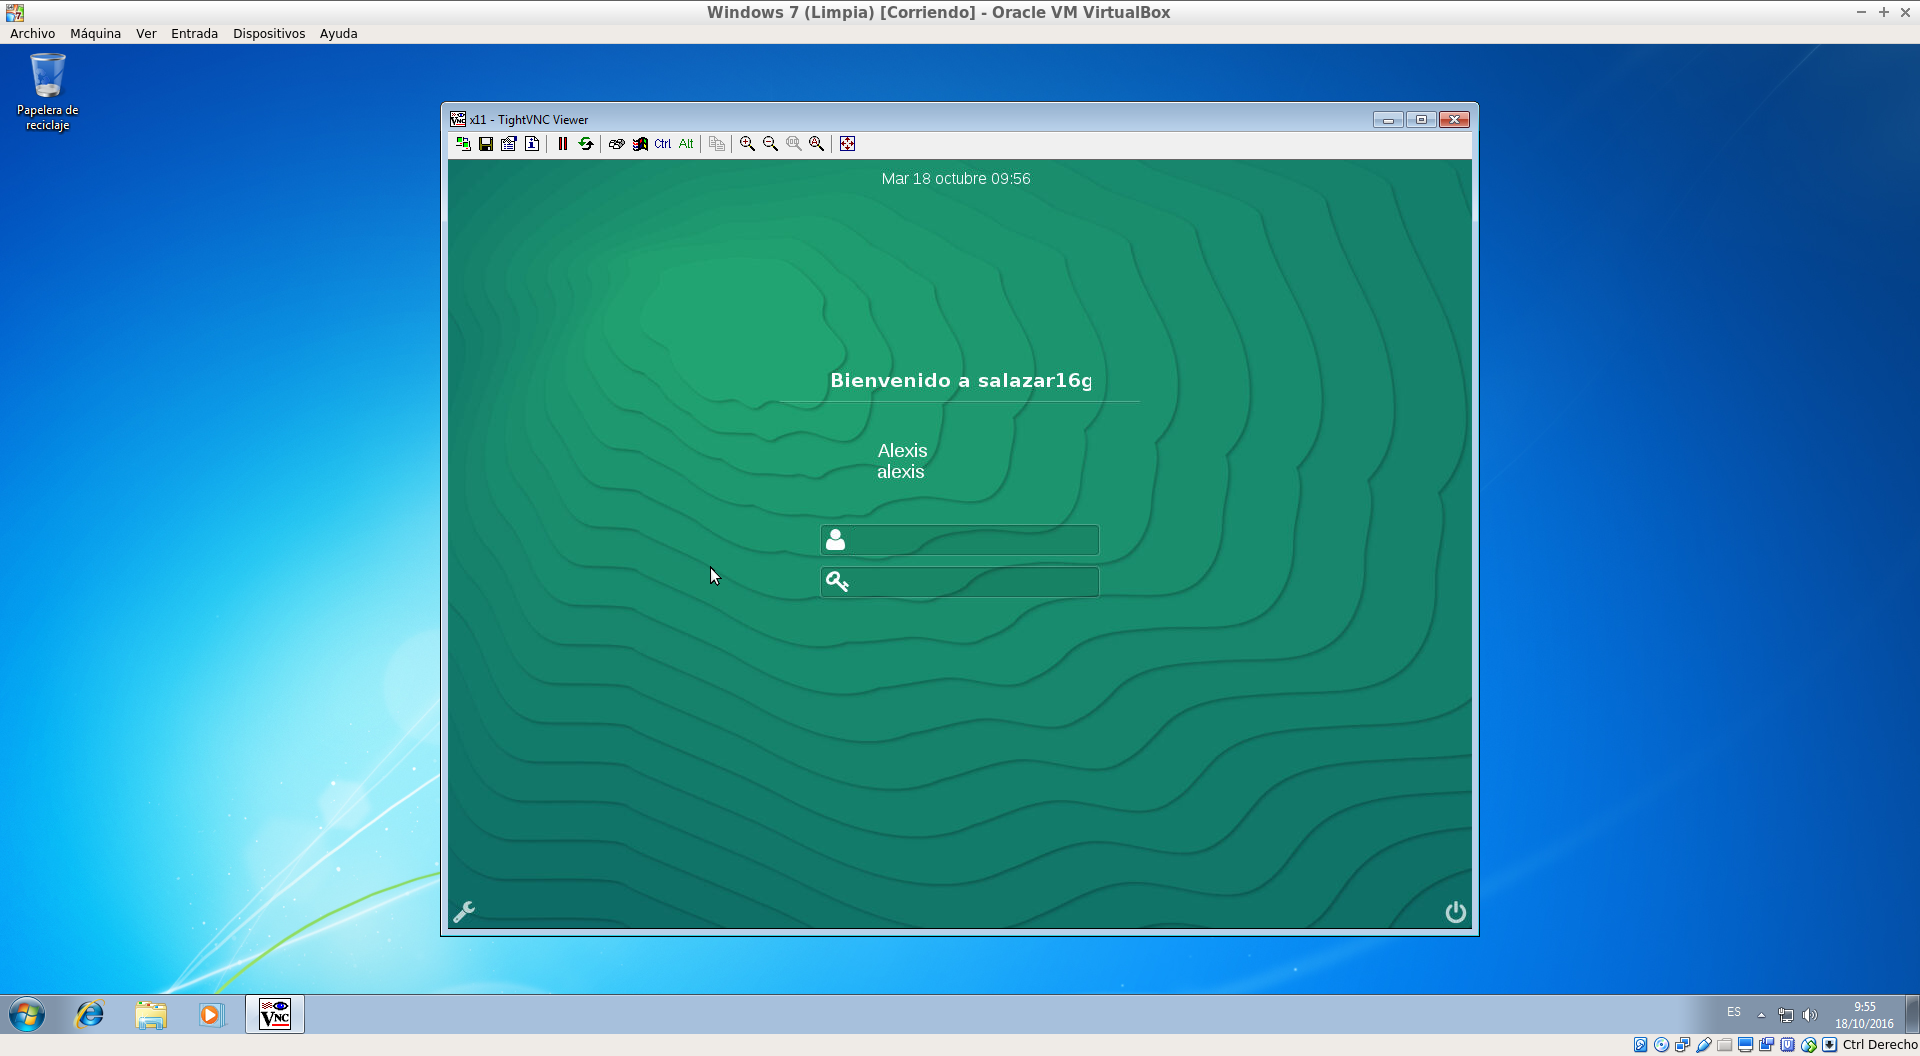 Windows 7 (Limpia) [Corriendo] - Oracle VM VirtualBox
Archivo Máquina Ver Entrada Dispositivos Ayuda
Papelera de
reciclaje
x11 - TightVNC Viewer
Ctrl Alt
Mar 18 octubre 09:56
Bienvenido a salazar16g
Alexis
alexis
VNC
ES
9:55
18/10/2016
Ctrl Derecho